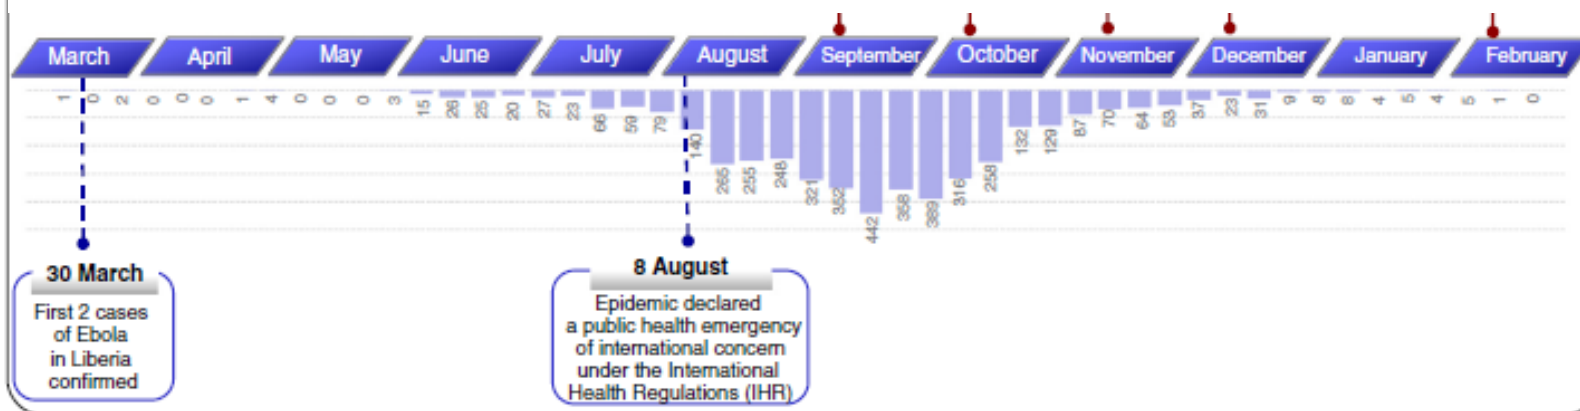 March April May June July August September October November December January February
1 0 2 0 0 0 1 4 0 0 0 3 15 26 25 20 27 23 66 59 79 140 265 255 248 321 352 442 358 389 316 258 132 129 87 70 64 53 37 23 31 9 8 8 4 5 4 5 1 0
30 March
First 2 cases
of Ebola
in Liberia
confirmed
8 August
Epidemic declared
a public health emergency
of international concern
under the International
Health Regulations (IHR)